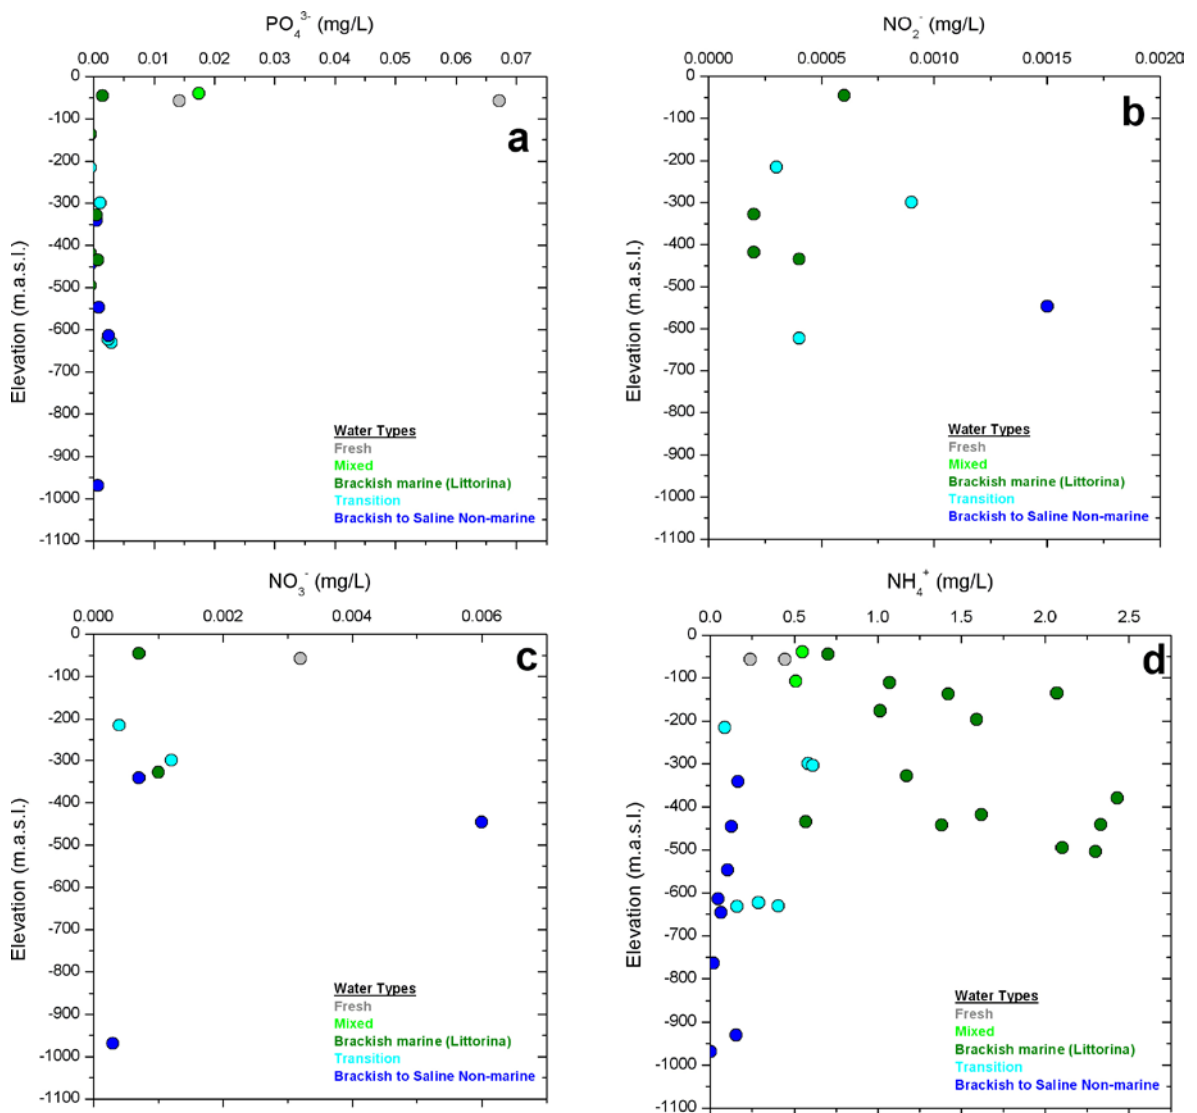 PO₄³⁻ (mg/L)
0.00 0.01 0.02 0.03 0.04 0.05 0.06 0.07
0
-100
-200
-300
-400
-500
-600
-700
-800
-900
-1000
-1100
Elevation (m.a.s.l.)
a
Water Types
Fresh
Mixed
Brackish marine (Littorina)
Transition
Brackish to Saline Non-marine
NO₂⁻ (mg/L)
0.0000 0.0005 0.0010 0.0015 0.0020
0
-100
-200
-300
-400
-500
-600
-700
-800
-900
-1000
-1100
Elevation (m.a.s.l.)
b
Water Types
Fresh
Mixed
Brackish marine (Littorina)
Transition
Brackish to Saline Non-marine
NO₃⁻ (mg/L)
0.000 0.002 0.004 0.006
0
-100
-200
-300
-400
-500
-600
-700
-800
-900
-1000
-1100
Elevation (m.a.s.l.)
c
Water Types
Fresh
Mixed
Brackish marine (Littorina)
Transition
Brackish to Saline Non-marine
NH₄⁺ (mg/L)
0.0 0.5 1.0 1.5 2.0 2.5
0
-100
-200
-300
-400
-500
-600
-700
-800
-900
-1000
-1100
Elevation (m.a.s.l.)
d
Water Types
Fresh
Mixed
Brackish marine (Littorina)
Transition
Brackish to Saline Non-marine